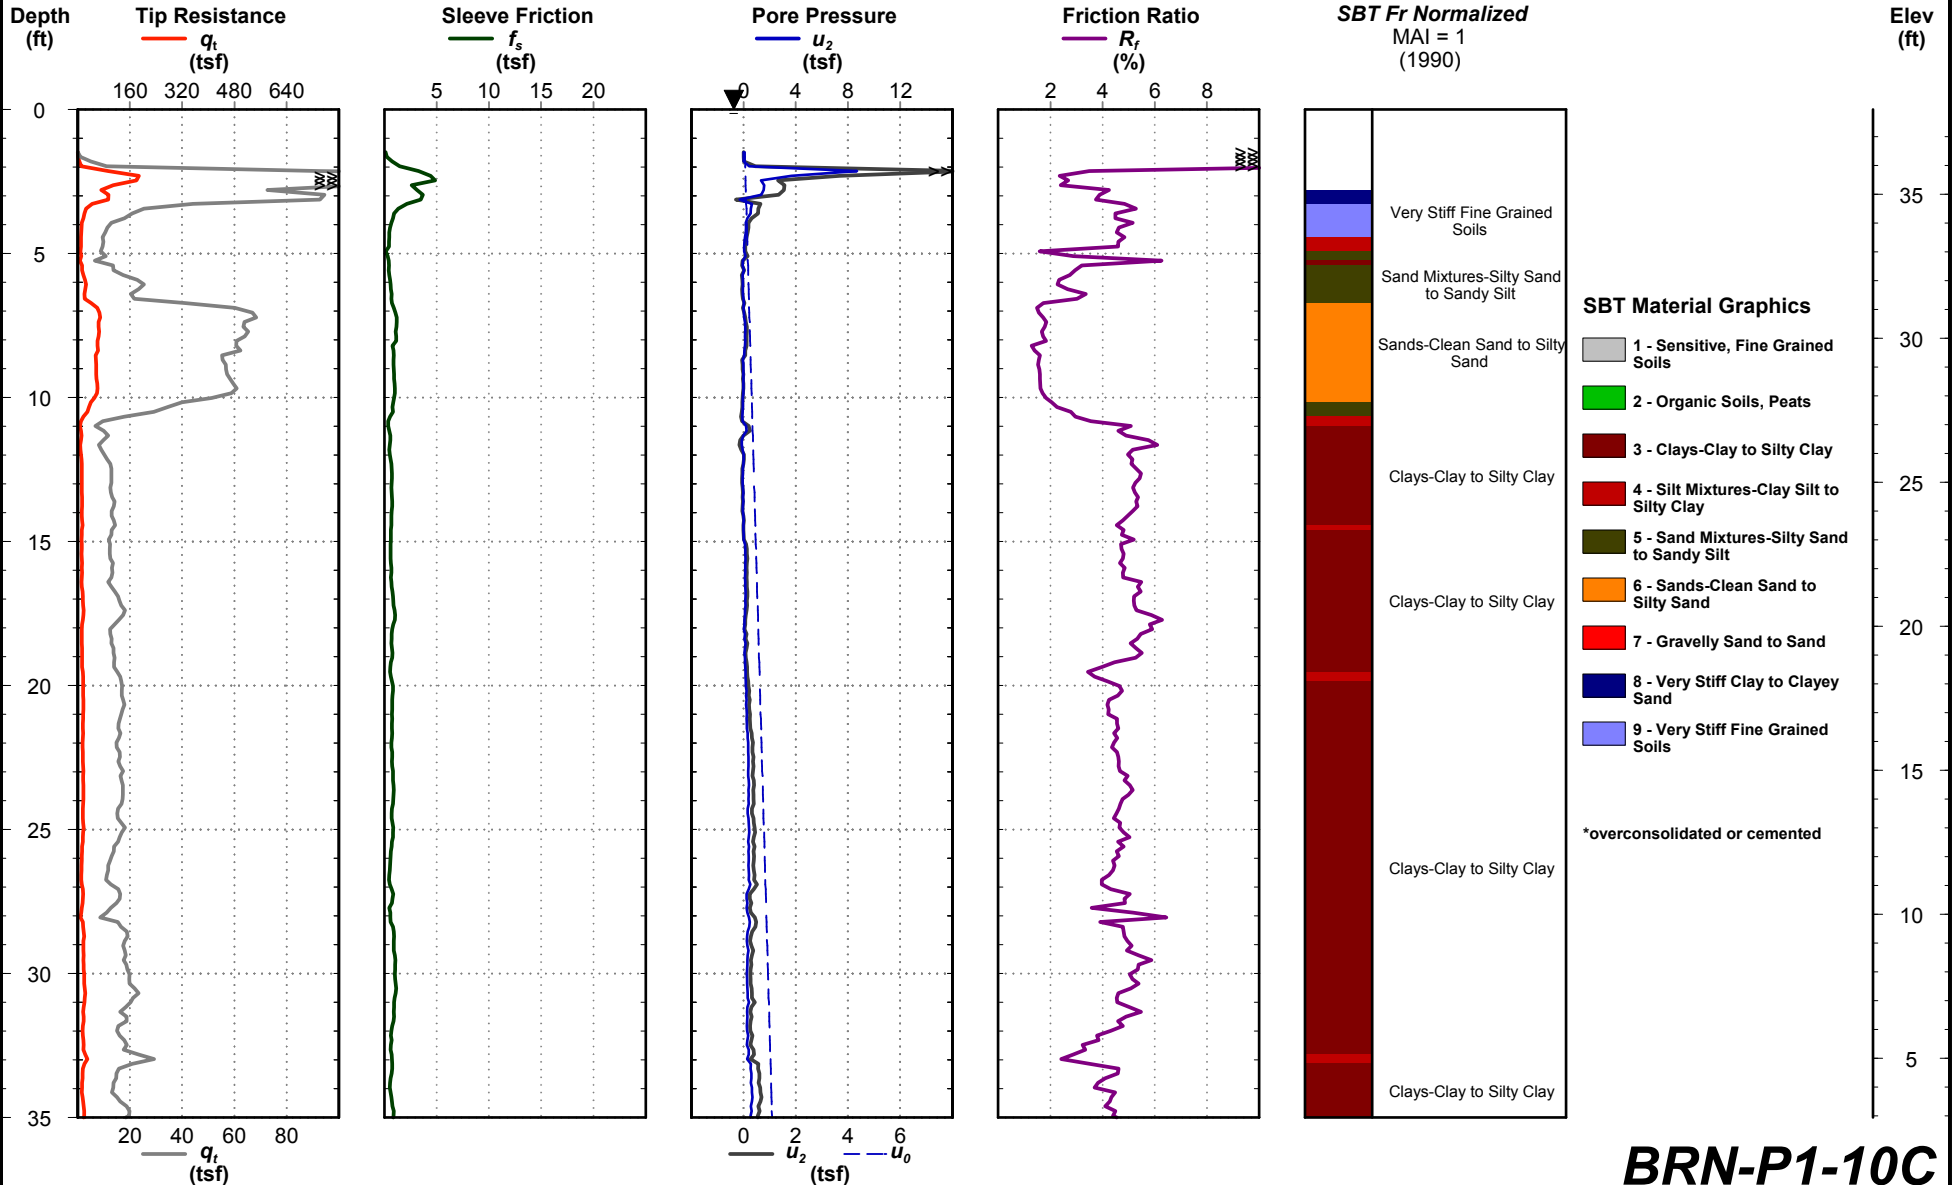 Depth
(ft)
Tip Resistance
qt
(tsf)
160 320 480 640
Sleeve Friction
fs
(tsf)
5 10 15 20
Pore Pressure
u2
(tsf)
0 4 8 12
Friction Ratio
Rf
(%)
2 4 6 8
SBT Fr Normalized
MAI = 1
(1990)
Elev
(ft)
0
5
10
15
20
25
30
35
20 40 60 80
qt
(tsf)
0 2 4 6
u2 u0
(tsf)
Very Stiff Fine Grained
Soils
Sand Mixtures-Silty Sand
to Sandy Silt
Sands-Clean Sand to Silty
Sand
Clays-Clay to Silty Clay
Clays-Clay to Silty Clay
Clays-Clay to Silty Clay
Clays-Clay to Silty Clay
SBT Material Graphics
1 - Sensitive, Fine Grained
Soils
2 - Organic Soils, Peats
3 - Clays-Clay to Silty Clay
4 - Silt Mixtures-Clay Silt to
Silty Clay
5 - Sand Mixtures-Silty Sand
to Sandy Silt
6 - Sands-Clean Sand to
Silty Sand
7 - Gravelly Sand to Sand
8 - Very Stiff Clay to Clayey
Sand
9 - Very Stiff Fine Grained
Soils
*overconsolidated or cemented
35
30
25
20
15
10
5
BRN-P1-10C